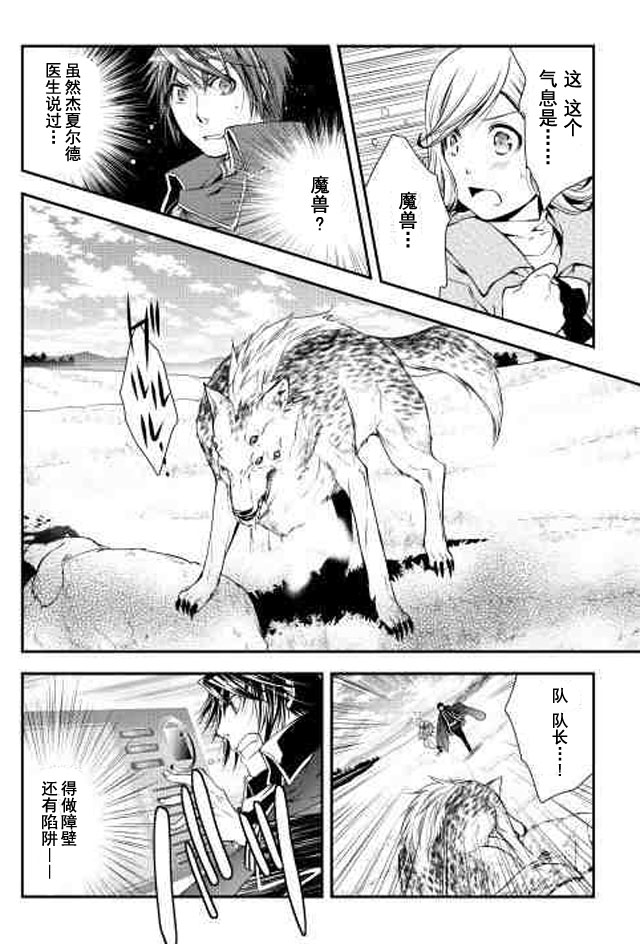 这 这个
气息是……
魔兽…
虽然杰夏尔德
医生说过…
魔兽?
队 队长…!
得做障壁
还有陷阱——